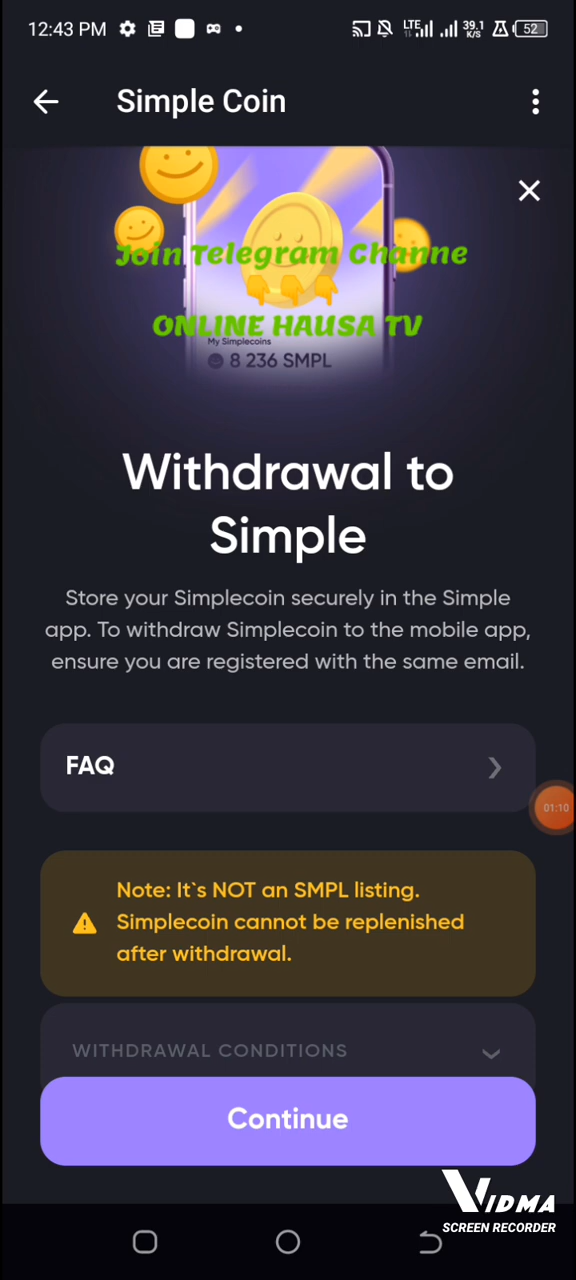 12:43 PM
LTE
39.1
K/S
52
Simple Coin
Join Telegram Channe
ONLINE HAUSA TV
My Simplecoins
8 236 SMPL
Withdrawal to
Simple
Store your Simplecoin securely in the Simple
app. To withdraw Simplecoin to the mobile app,
ensure you are registered with the same email.
FAQ
01:10
Note: It`s NOT an SMPL listing.
Simplecoin cannot be replenished
after withdrawal.
WITHDRAWAL CONDITIONS
Continue
VIDMA
SCREEN RECORDER